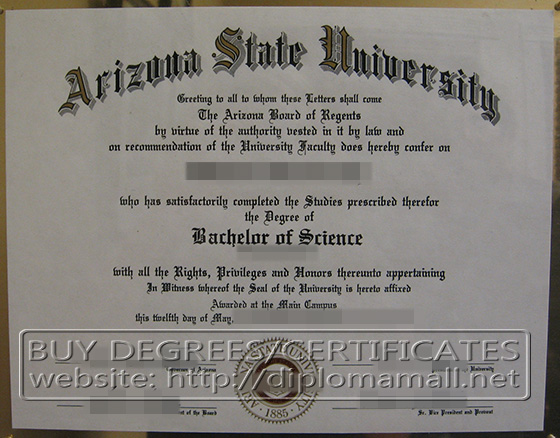 Arizona State University
Greeting to all to whom these Letters shall come
The Arizona Board of Regents
by virtue of the authority vested in it by law and
on recommendation of the University Faculty does hereby confer on
who has satisfactorily completed the Studies prescribed therefor
the Degree of
Bachelor of Science
with all the Rights, Privileges and Honors thereunto appertaining
In Witness whereof the Seal of the University is hereto affixed
Awarded at the Main Campus
this twelfth day of May,
BUY DEGREES/CERTIFICATES
of Arizona
University
website: http://diplomamall.net
1885
of the Board
Sr. Vice President and Provost